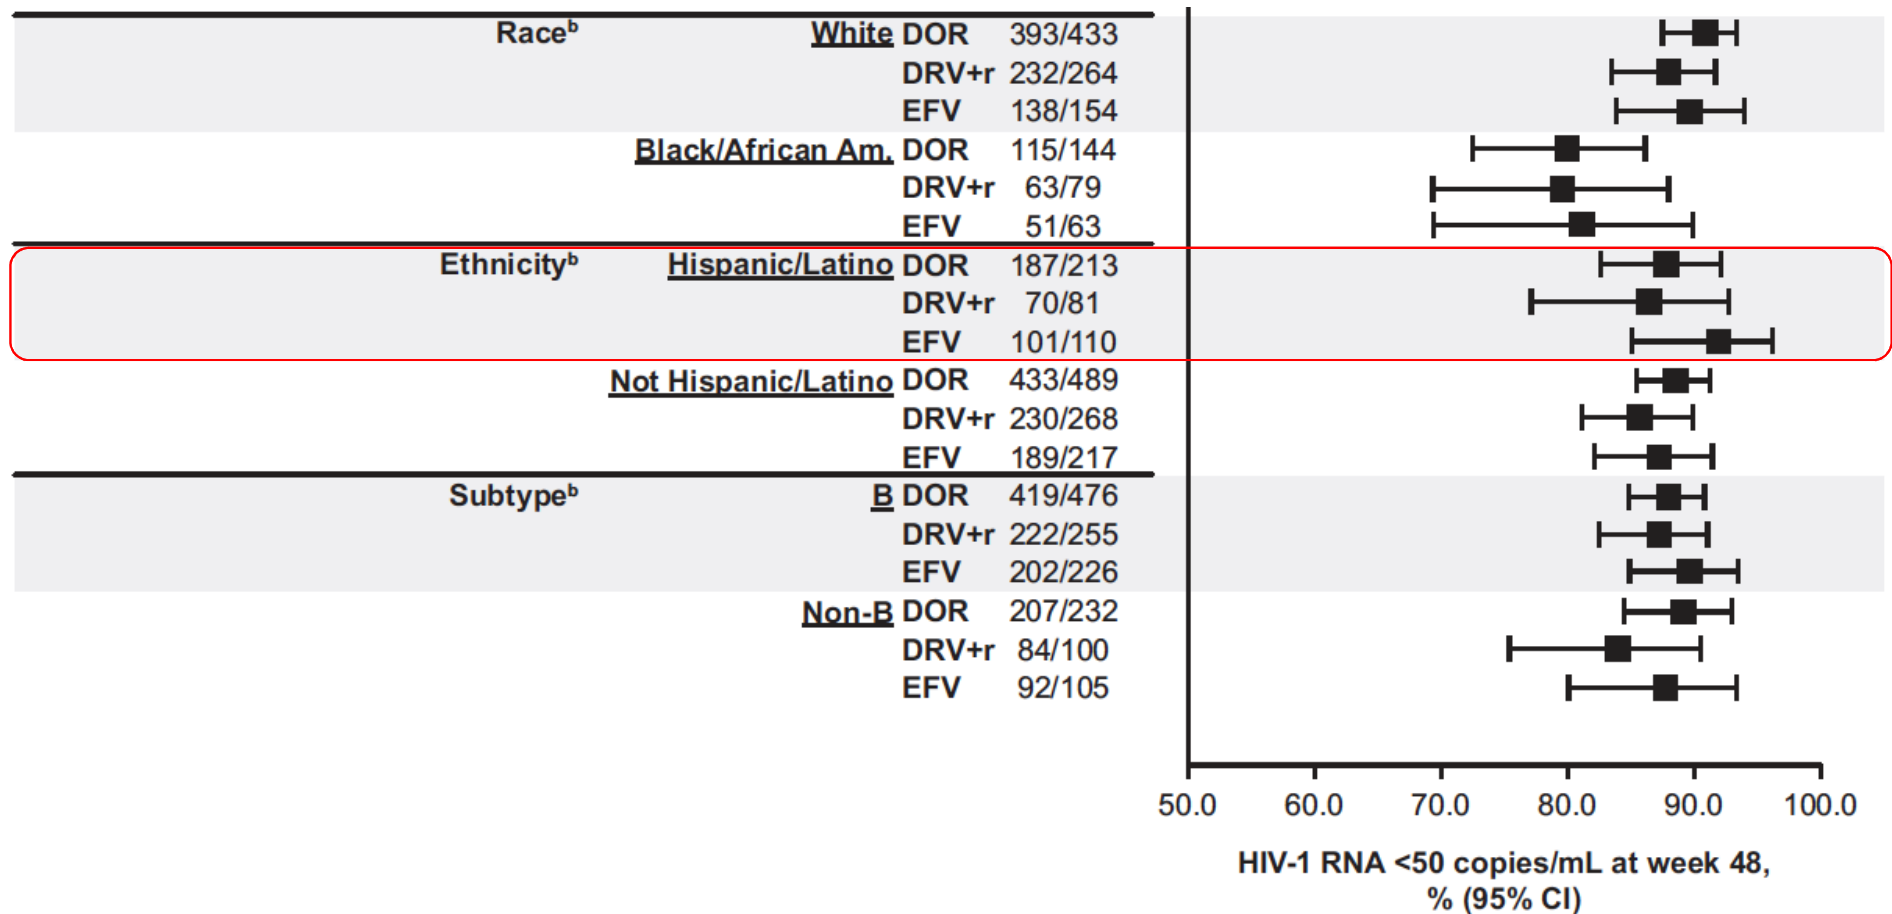 Raceᵇ White DOR 393/433
DRV+r 232/264
EFV 138/154
Black/African Am. DOR 115/144
DRV+r 63/79
EFV 51/63
Ethnicityᵇ Hispanic/Latino DOR 187/213
DRV+r 70/81
EFV 101/110
Not Hispanic/Latino DOR 433/489
DRV+r 230/268
EFV 189/217
Subtypeᵇ B DOR 419/476
DRV+r 222/255
EFV 202/226
Non-B DOR 207/232
DRV+r 84/100
EFV 92/105
50.0 60.0 70.0 80.0 90.0 100.0
HIV-1 RNA <50 copies/mL at week 48,
% (95% CI)